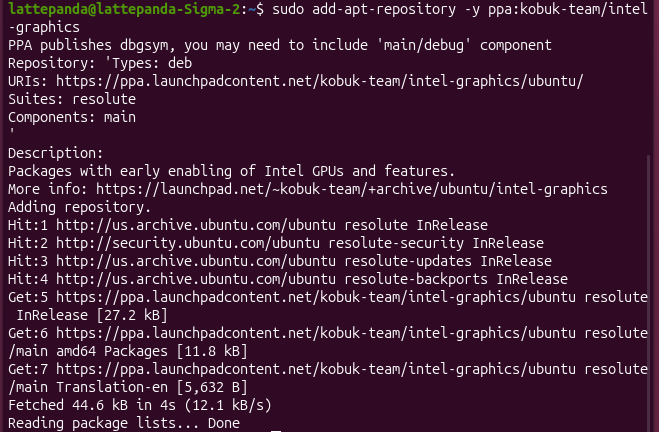 lattepanda@lattepanda-Sigma-2:~$ sudo add-apt-repository -y ppa:kobuk-team/intel
-graphics
PPA publishes dbgsym, you may need to include 'main/debug' component
Repository: 'Types: deb
URIs: https://ppa.launchpadcontent.net/kobuk-team/intel-graphics/ubuntu/
Suites: resolute
Components: main
'
Description:
Packages with early enabling of Intel GPUs and features.
More info: https://launchpad.net/~kobuk-team/+archive/ubuntu/intel-graphics
Adding repository.
Hit:1 http://us.archive.ubuntu.com/ubuntu resolute InRelease
Hit:2 http://security.ubuntu.com/ubuntu resolute-security InRelease
Hit:3 http://us.archive.ubuntu.com/ubuntu resolute-updates InRelease
Hit:4 http://us.archive.ubuntu.com/ubuntu resolute-backports InRelease
Get:5 https://ppa.launchpadcontent.net/kobuk-team/intel-graphics/ubuntu resolute
 InRelease [27.2 kB]
Get:6 https://ppa.launchpadcontent.net/kobuk-team/intel-graphics/ubuntu resolute
/main amd64 Packages [11.8 kB]
Get:7 https://ppa.launchpadcontent.net/kobuk-team/intel-graphics/ubuntu resolute
/main Translation-en [5,632 B]
Fetched 44.6 kB in 4s (12.1 kB/s)
Reading package lists... Done